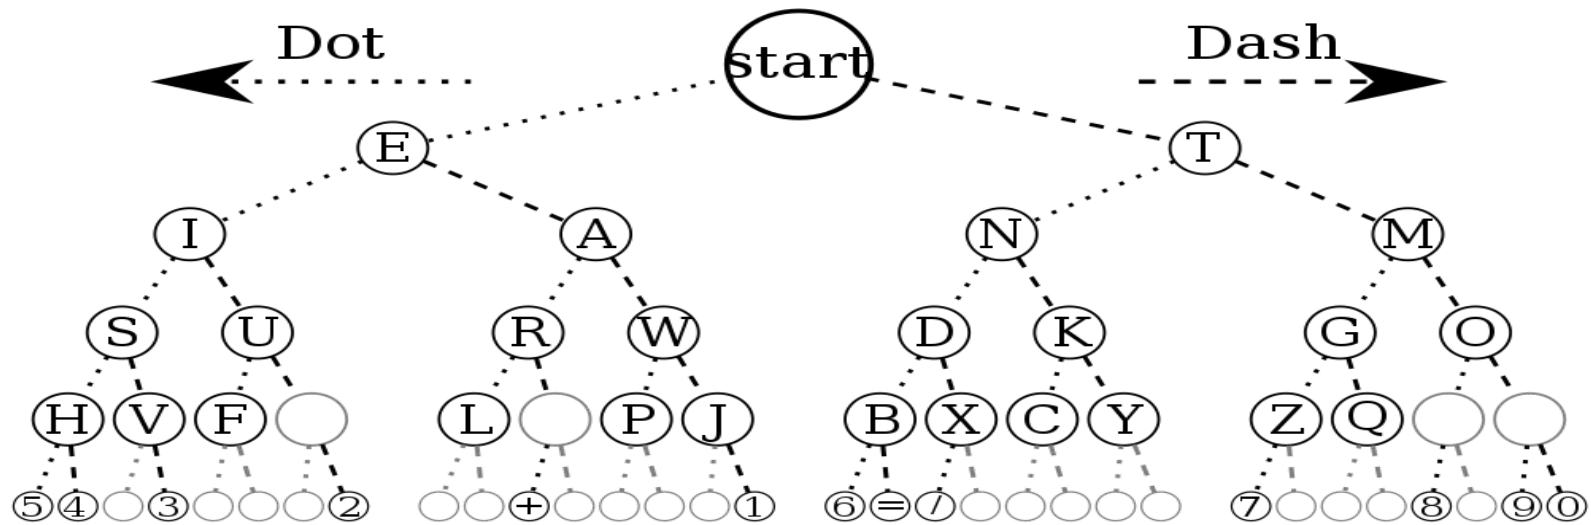 Dot start Dash
E T
I A N M
S U R W D K G O
H V F L P J B X C Y Z Q
5 4 3 2 + 1 6 = / 7 8 9 0